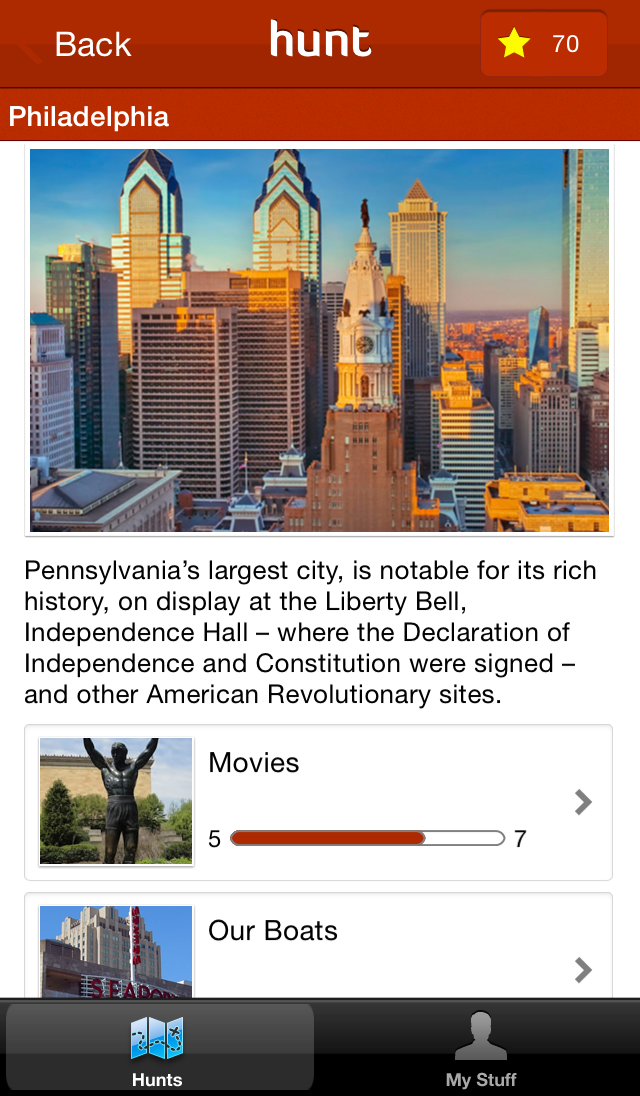 Back
hunt
70
Philadelphia
Pennsylvania’s largest city, is notable for its rich
history, on display at the Liberty Bell,
Independence Hall – where the Declaration of
Independence and Constitution were signed –
and other American Revolutionary sites.
Movies
5
7
Our Boats
Hunts
My Stuff